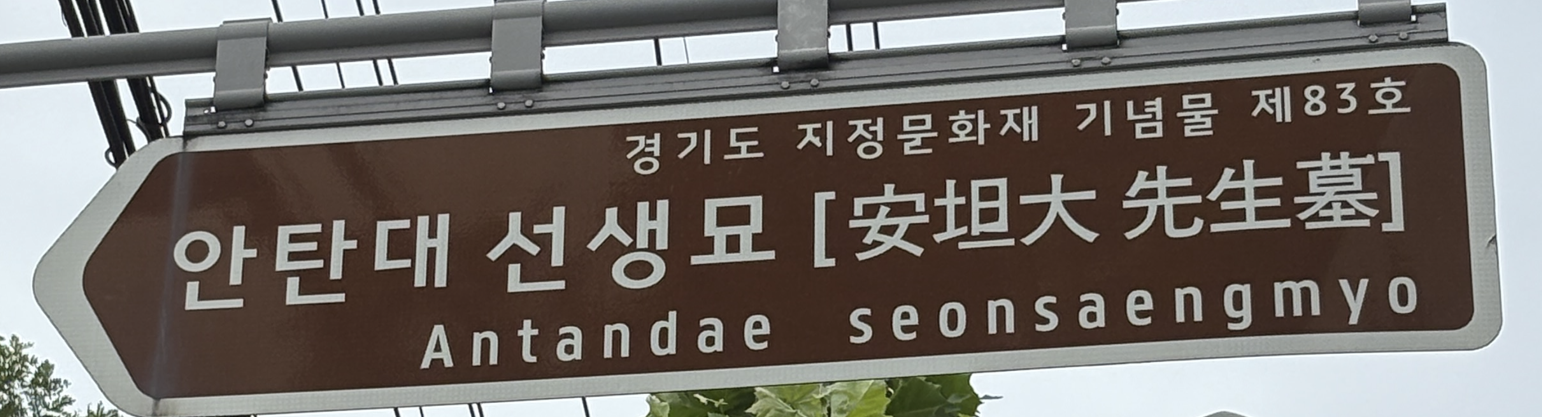 경기도 지정문화재 기념물 제83호
안탄대 선생묘 [安坦大 先生墓]
Antandae seonsaengmyo